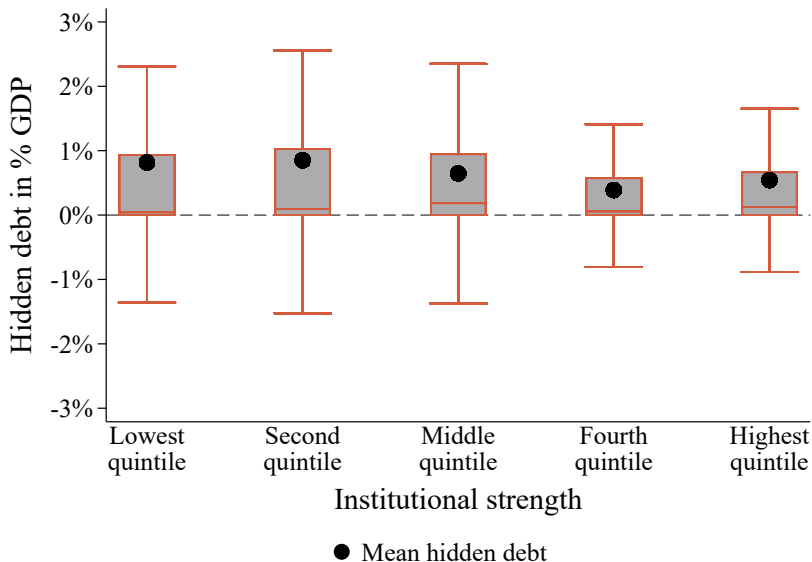 Hidden debt in % GDP
3%
2%
1%
0%
-1%
-2%
-3%
Lowest quintile
Second quintile
Middle quintile
Fourth quintile
Highest quintile
Institutional strength
Mean hidden debt